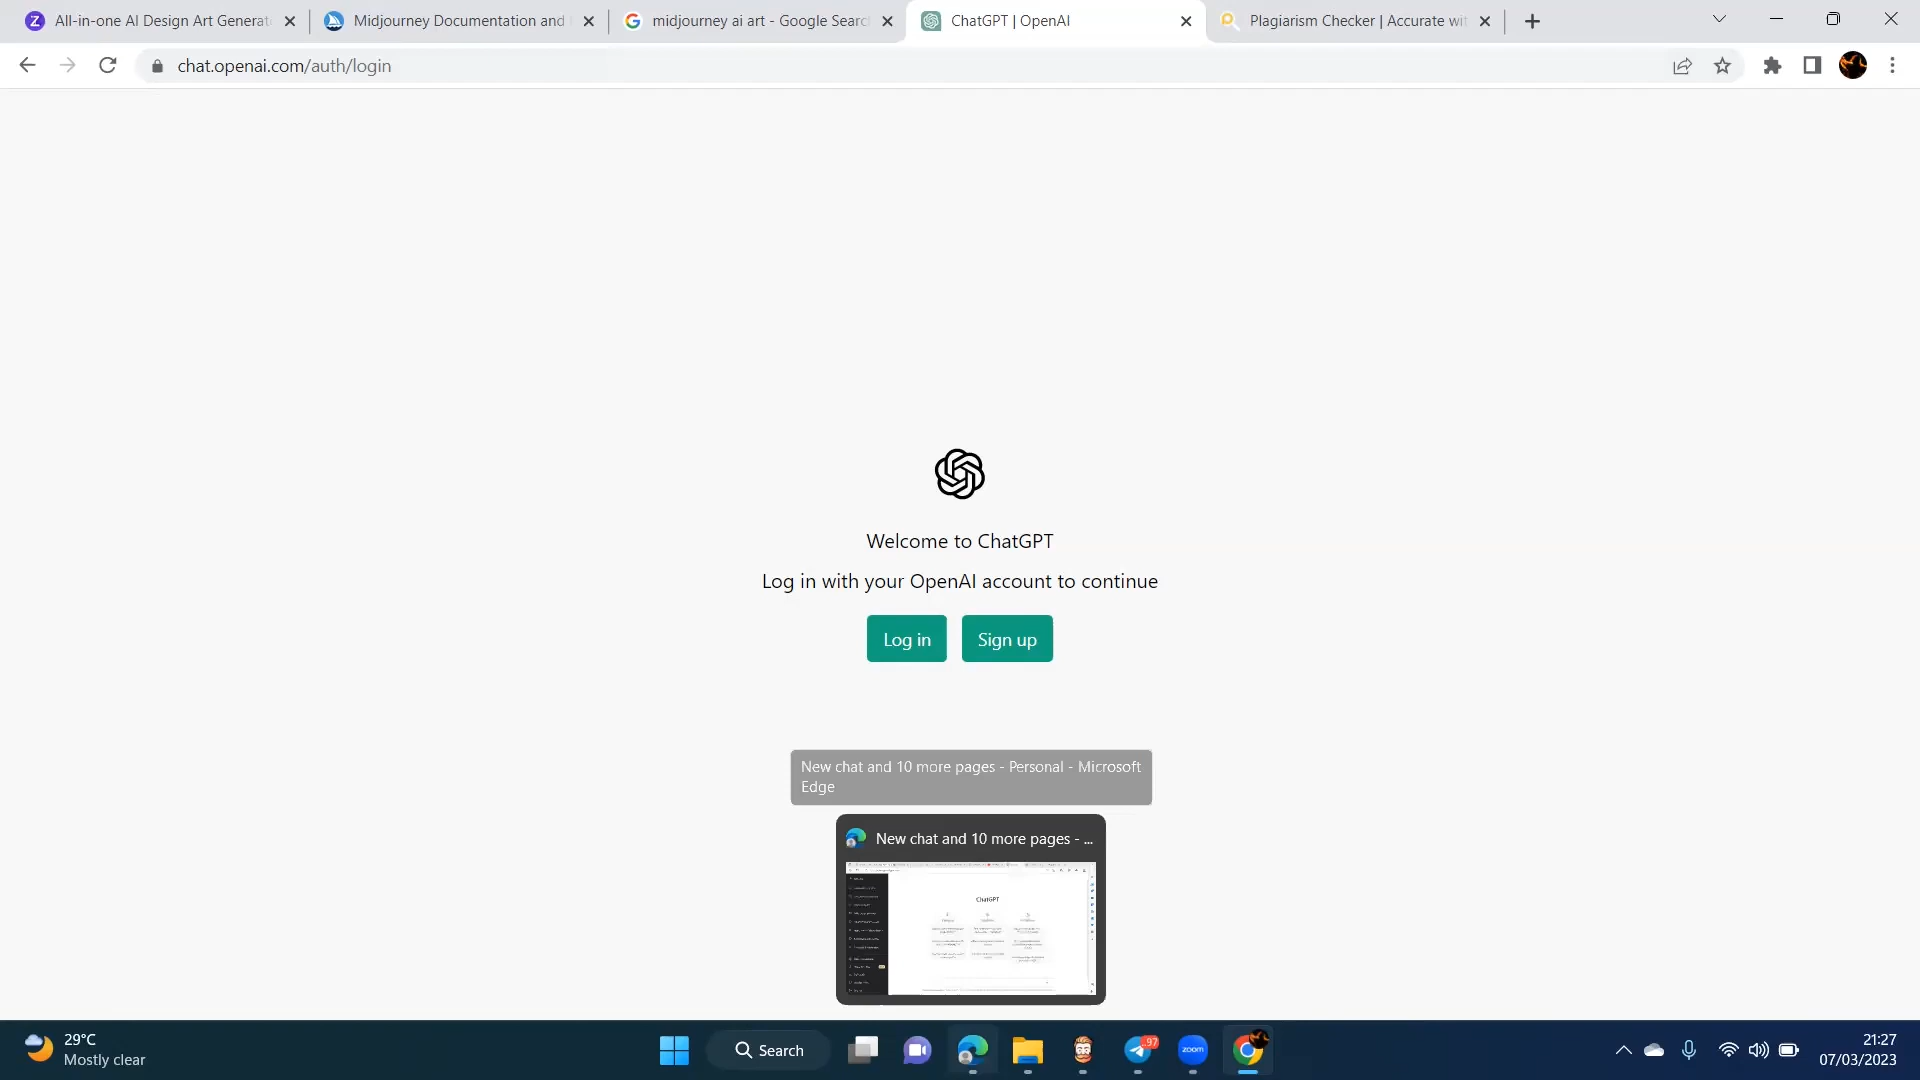 All-in-one AI Design Art Generat
Midjourney Documentation and
midjourney ai art - Google Searc
ChatGPT | OpenAI
Plagiarism Checker | Accurate wi
chat.openai.com/auth/login
Welcome to ChatGPT
Log in with your OpenAI account to continue
Log in
Sign up
New chat and 10 more pages - Personal - Microsoft
Edge
New chat and 10 more pages - ...
ChatGPT
29°C
Mostly clear
Search
97
zoom
21:27
07/03/2023